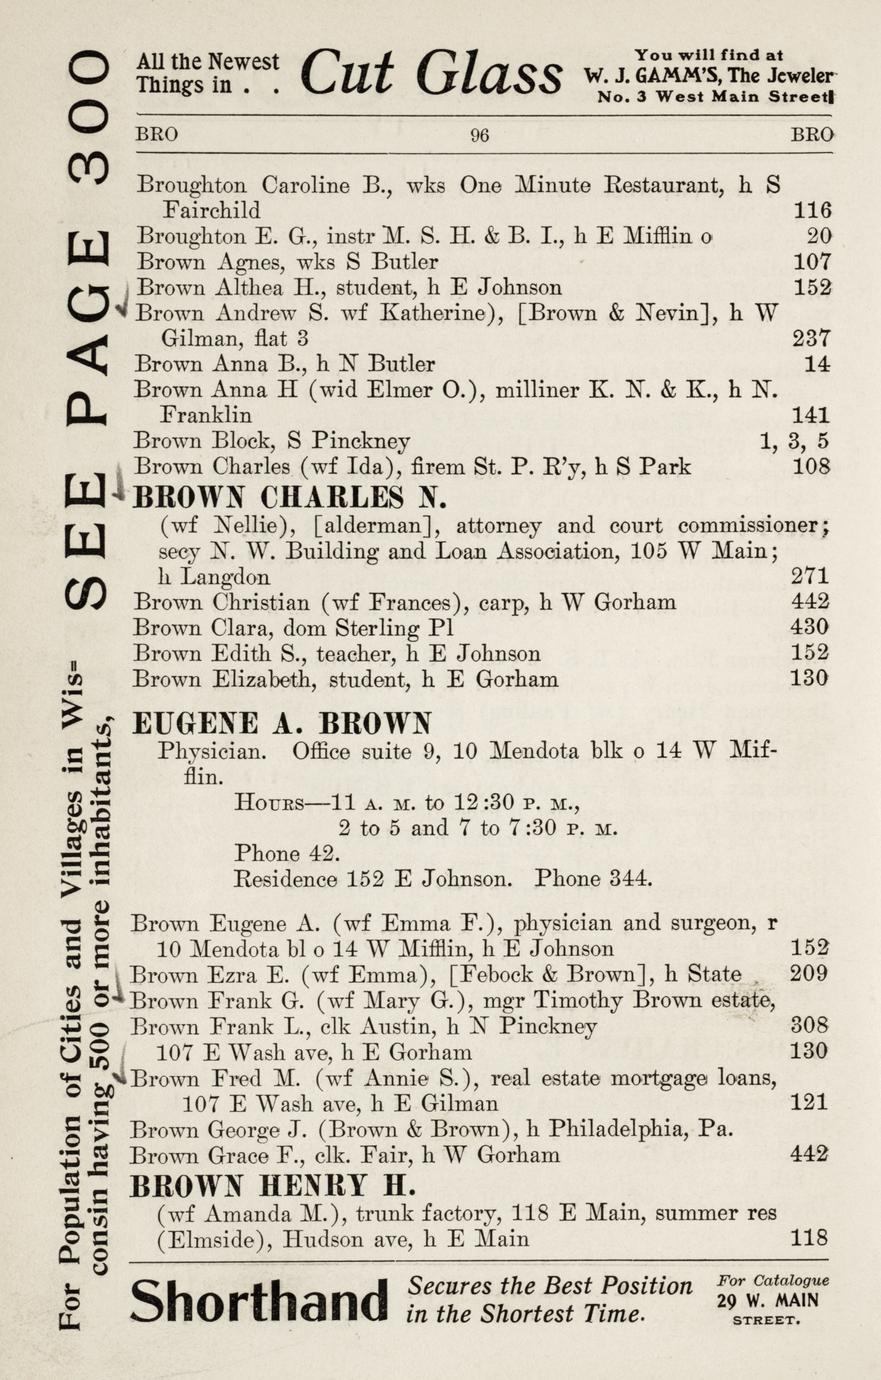 All the Newest
Things in . . Cut Glass
You will find at
W. J. GAMM'S, The Jeweler
No. 3 West Main Street
BRO 96 BRO
Broughton Caroline B., wks One Minute Restaurant, h S
Fairchild 116
Broughton E. G., instr M. S. H. & B. I., h E Mifflin o 20
Brown Agnes, wks S Butler 107
Brown Althea H., student, h E Johnson 152
Brown Andrew S. wf Katherine), [Brown & Nevin], h W
Gilman, flat 3 237
Brown Anna B., h N Butler 14
Brown Anna H (wid Elmer O.), milliner K. N. & K., h N.
Franklin 141
Brown Block, S Pinckney 1, 3, 5
Brown Charles (wf Ida), firem St. P. R'y, h S Park 108
BROWN CHARLES N.
(wf Nellie), [alderman], attorney and court commissioner;
secy N. W. Building and Loan Association, 105 W Main;
h Langdon 271
Brown Christian (wf Frances), carp, h W Gorham 442
Brown Clara, dom Sterling Pl 430
Brown Edith S., teacher, h E Johnson 152
Brown Elizabeth, student, h E Gorham 130
EUGENE A. BROWN
Physician. Office suite 9, 10 Mendota blk o 14 W Mif-
flin.
HOURS—11 A. M. to 12:30 P. M.,
2 to 5 and 7 to 7:30 P. M.
Phone 42.
Residence 152 E Johnson. Phone 344.
Brown Eugene A. (wf Emma F.), physician and surgeon, r
10 Mendota bl o 14 W Mifflin, h E Johnson 152
Brown Ezra E. (wf Emma), [Febock & Brown], h State 209
Brown Frank G. (wf Mary G.), mgr Timothy Brown estate,
Brown Frank L., clk Austin, h N Pinckney 308
107 E Wash ave, h E Gorham 130
Brown Fred M. (wf Annie S.), real estate mortgage loans,
107 E Wash ave, h E Gilman 121
Brown George J. (Brown & Brown), h Philadelphia, Pa.
Brown Grace F., clk. Fair, h W Gorham 442
BROWN HENRY H.
(wf Amanda M.), trunk factory, 118 E Main, summer res
(Elmside), Hudson ave, h E Main 118
Shorthand
Secures the Best Position
in the Shortest Time.
For Catalogue
29 W. MAIN
STREET.
For Population of Cities and Villages in Wis=
consin having 500 or more inhabitants,
SEE PAGE 300